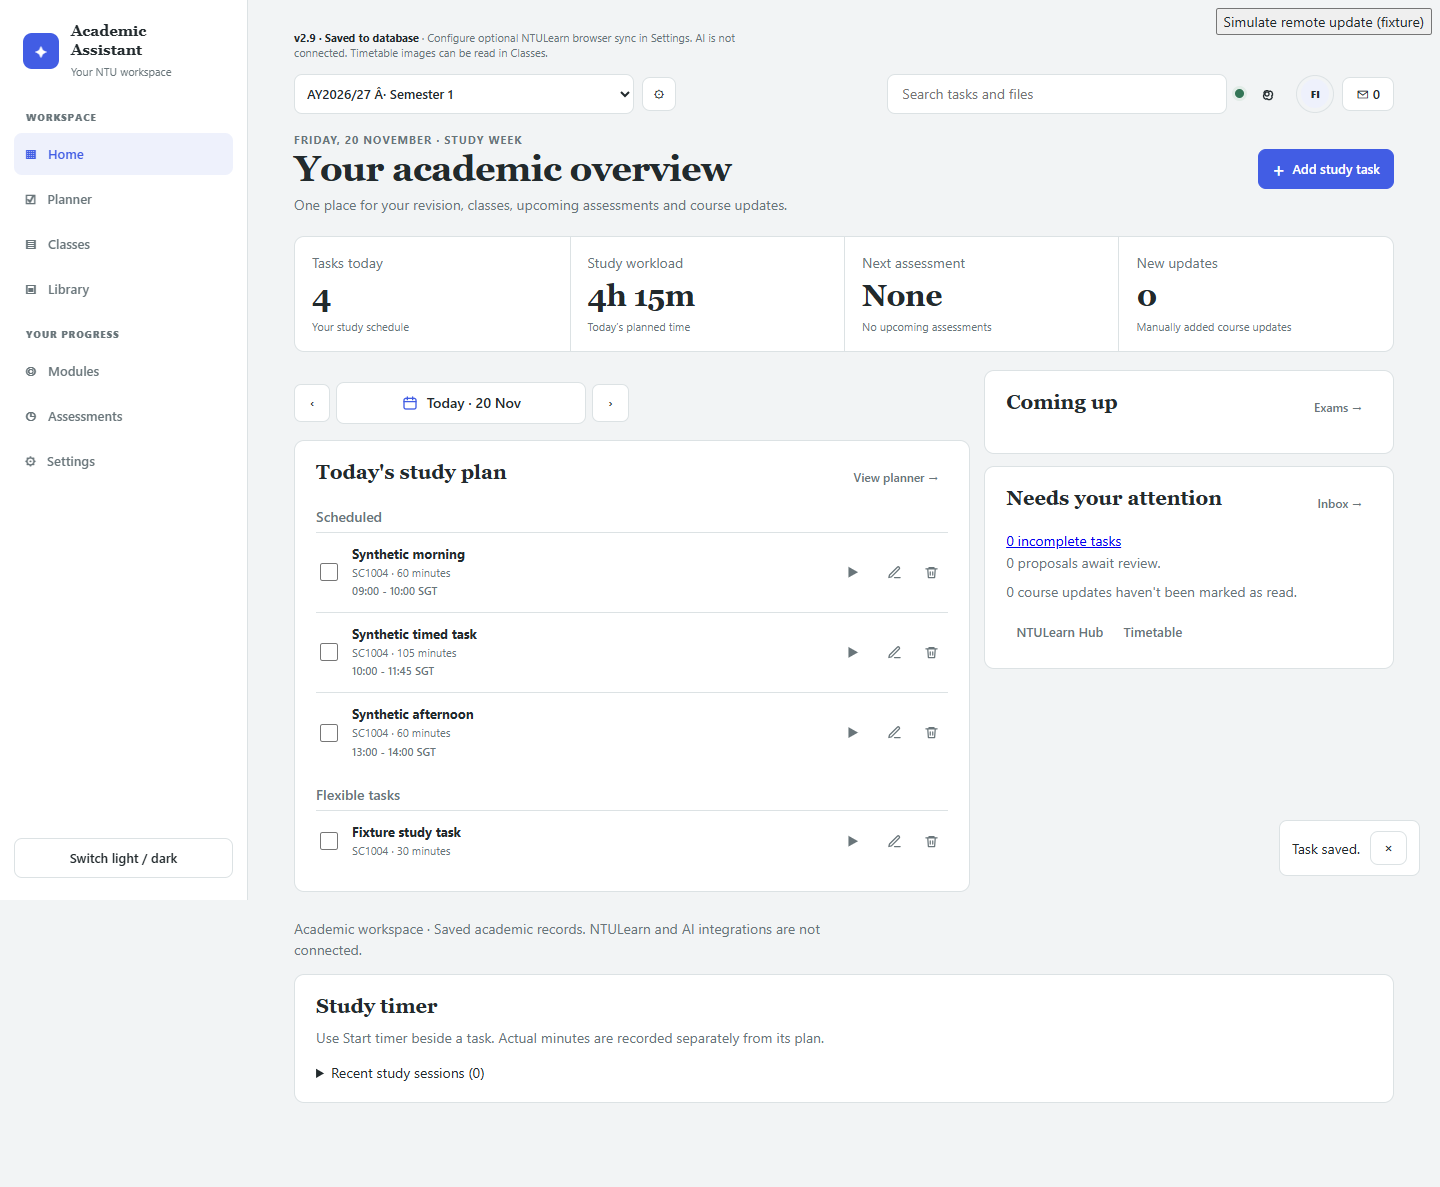 Simulate remote update (fixture)
Academic
Assistant
Your NTU workspace
WORKSPACE
Home
Planner
Classes
Library
YOUR PROGRESS
Modules
Assessments
Settings
Switch light / dark
v2.9 · Saved to database · Configure optional NTULearn browser sync in Settings. AI is not
connected. Timetable images can be read in Classes.
AY2026/27 Â· Semester 1
Search tasks and files
FI
0
FRIDAY, 20 NOVEMBER · STUDY WEEK
Your academic overview
+ Add study task
One place for your revision, classes, upcoming assessments and course updates.
Tasks today
4
Your study schedule
Study workload
4h 15m
Today's planned time
Next assessment
None
No upcoming assessments
New updates
0
Manually added course updates
‹
Today · 20 Nov
›
Today's study plan
View planner →
Scheduled
Synthetic morning
SC1004 · 60 minutes
09:00 - 10:00 SGT
Synthetic timed task
SC1004 · 105 minutes
10:00 - 11:45 SGT
Synthetic afternoon
SC1004 · 60 minutes
13:00 - 14:00 SGT
Flexible tasks
Fixture study task
SC1004 · 30 minutes
Coming up
Exams →
Needs your attention
Inbox →
0 incomplete tasks
0 proposals await review.
0 course updates haven't been marked as read.
NTULearn Hub
Timetable
Task saved.
×
Academic workspace · Saved academic records. NTULearn and AI integrations are not
connected.
Study timer
Use Start timer beside a task. Actual minutes are recorded separately from its plan.
Recent study sessions (0)